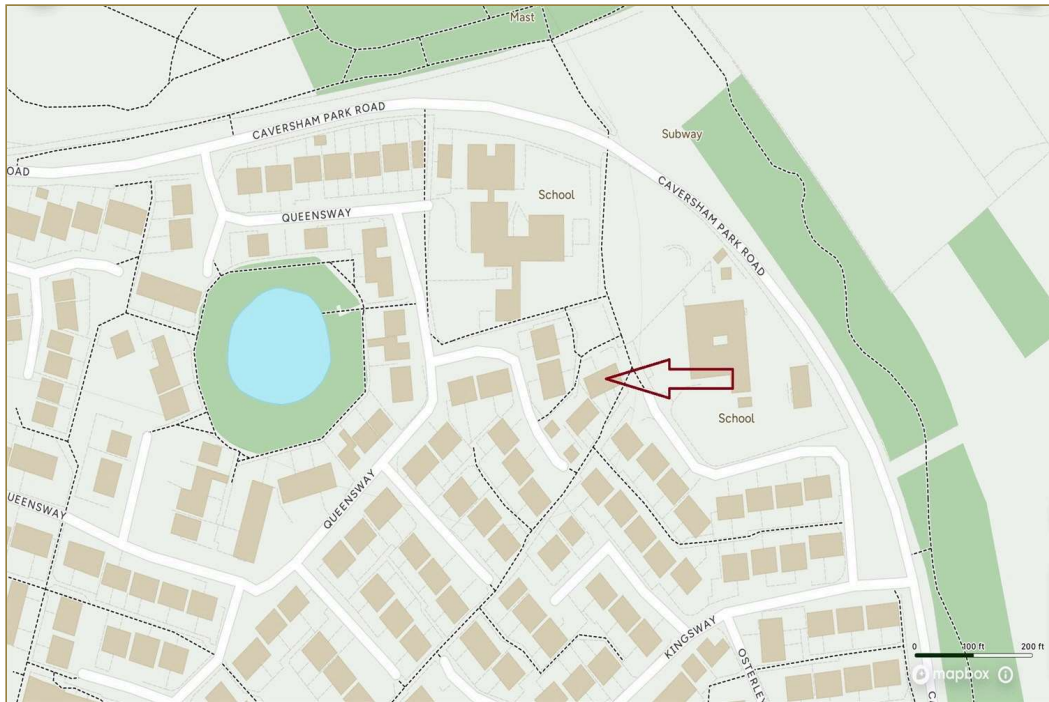 Mast
CAVERSHAM PARK ROAD
Subway
OAD
School
CAVERSHAM PARK ROAD
QUEENSWAY
School
QUEENSWAY
UEENSWAY
KINGSWAY
OSTERLEY
0 100 ft 200 ft
mapbox